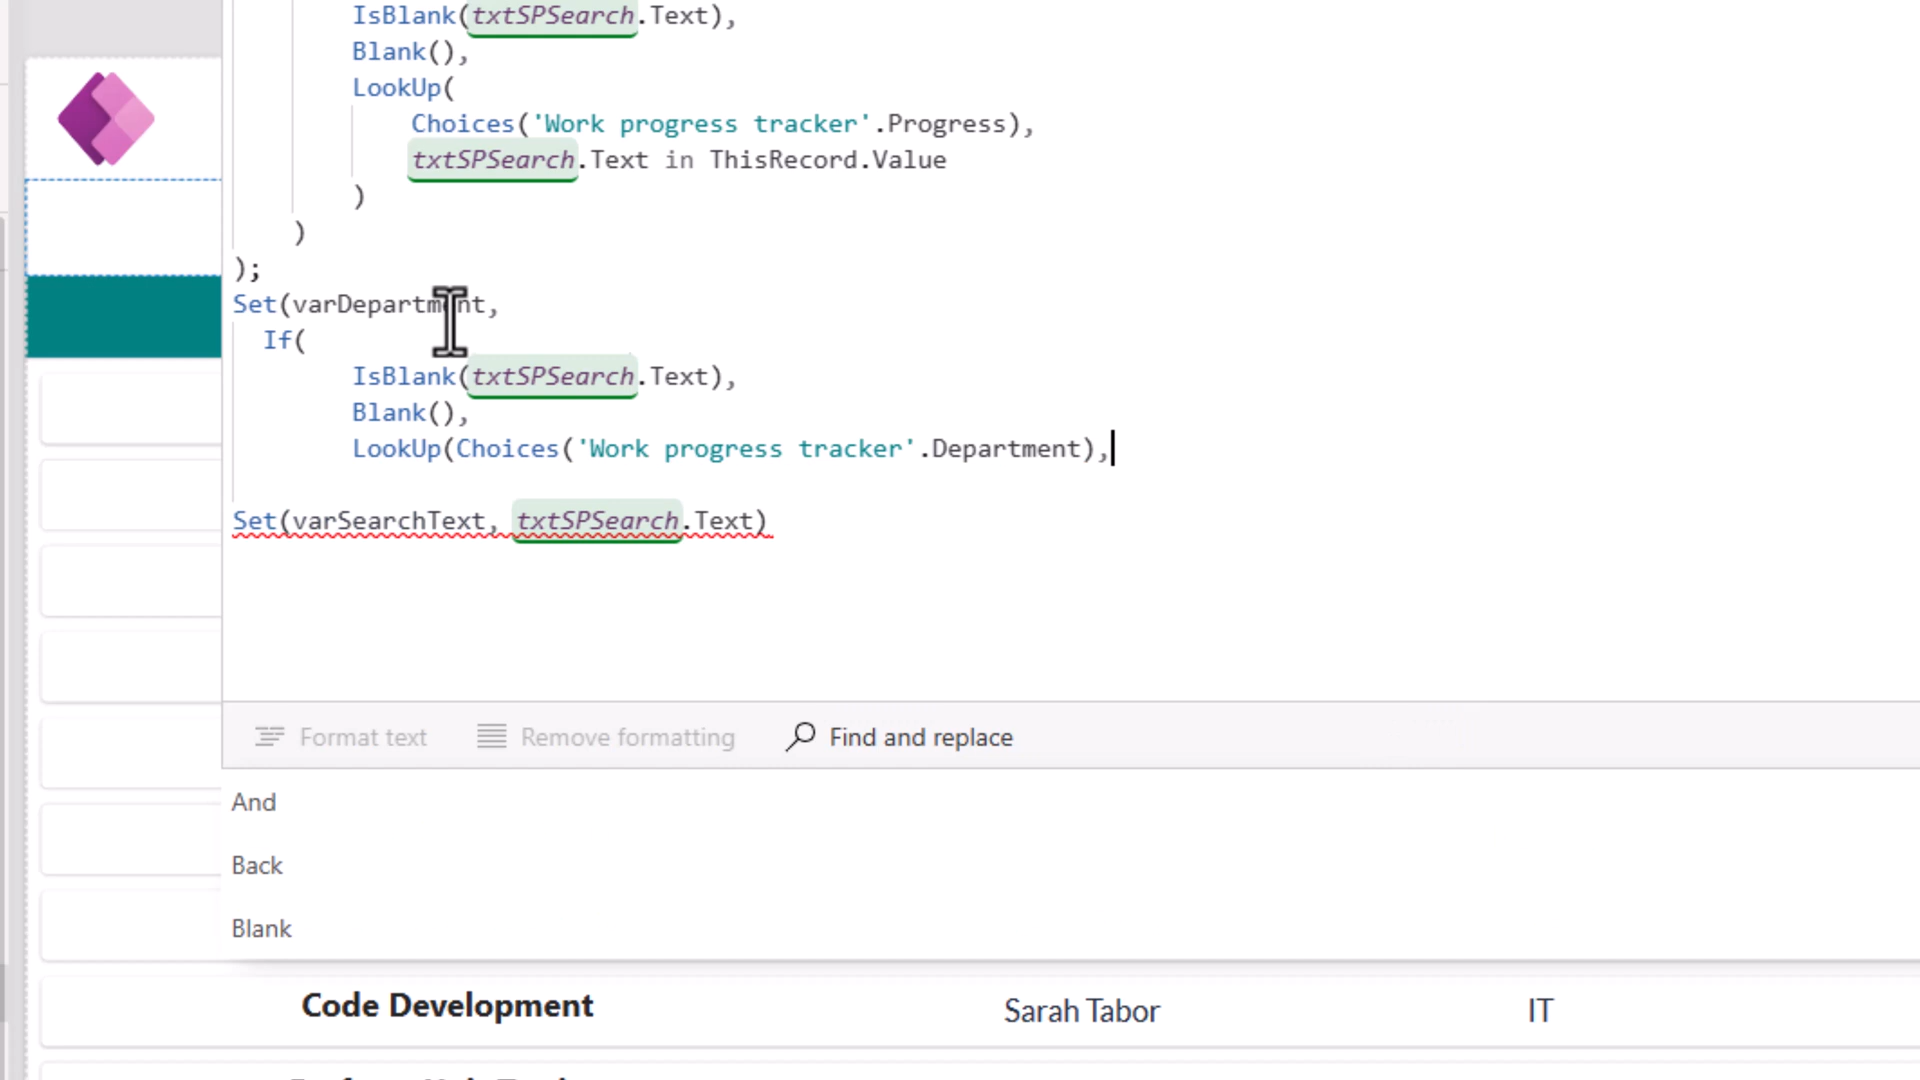 IsBlank(txtSPSearch.Text),
Blank(),
LookUp(
Choices('Work progress tracker'.Progress),
txtSPSearch.Text in ThisRecord.Value
)
)
);
Set(varDepartment,
If(
IsBlank(txtSPSearch.Text),
Blank(),
LookUp(Choices('Work progress tracker'.Department),
Set(varSearchText, txtSPSearch.Text)
Format text Remove formatting Find and replace
And
Back
Blank
Code Development Sarah Tabor IT